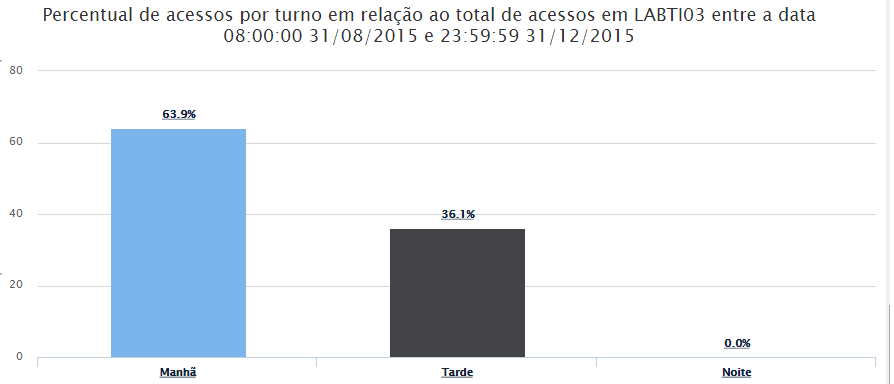 Percentual de acessos por turno em relação ao total de acessos em LABTI03 entre a data
08:00:00 31/08/2015 e 23:59:59 31/12/2015
80
63.9%
60
40
36.1%
20
0.0%
0
Manhã
Tarde
Noite